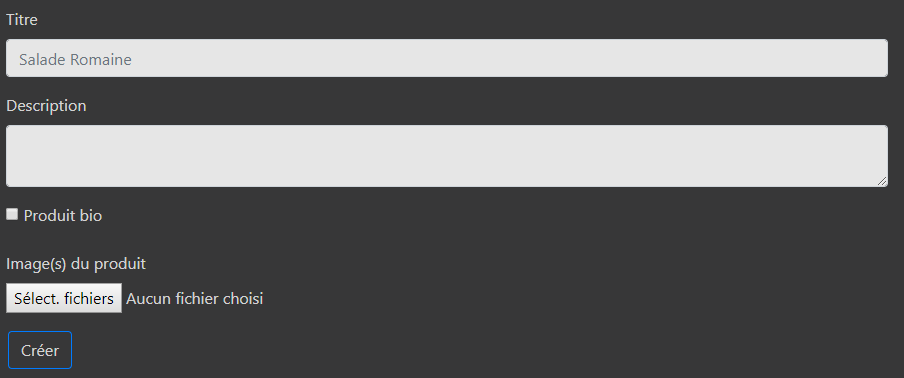 Titre
Salade Romaine
Description
Produit bio
Image(s) du produit
Sélect. fichiers Aucun fichier choisi
Créer